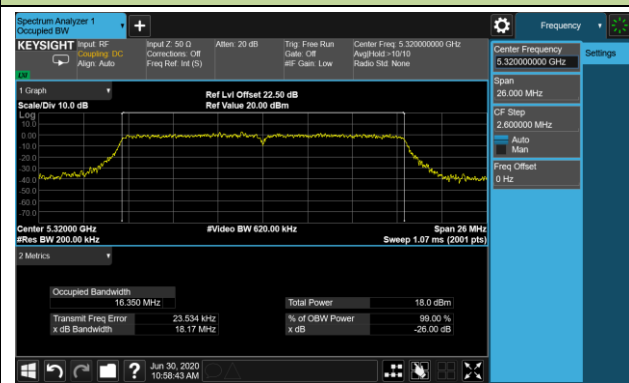 Spectrum Analyzer 1
Occupied BW
+
Frequency
KEYSIGHT
Input: RF
Coupling: DC
Align: Auto
Input Z: 50 Ω
Corrections: Off
Freq Ref: Int (S)
Atten: 20 dB
Trig: Free Run
Gate: Off
#IF Gain: Low
Center Freq: 5.320000000 GHz
Avg|Hold:>10/10
Radio Std: None
Center Frequency
5.320000000 GHz
Settings
Span
26.000 MHz
CF Step
2.600000 MHz
Auto
Man
Freq Offset
0 Hz
1 Graph
Scale/Div 10.0 dB
Ref Lvl Offset 22.50 dB
Ref Value 20.00 dBm
Log
10.0
0.00
-10.0
-20.0
-30.0
-40.0
-50.0
-60.0
-70.0
Center 5.32000 GHz
#Res BW 200.00 kHz
#Video BW 620.00 kHz
Span 26 MHz
Sweep 1.07 ms (2001 pts)
2 Metrics
Occupied Bandwidth
16.350 MHz
Total Power 18.0 dBm
Transmit Freq Error 23.534 kHz
% of OBW Power 99.00 %
x dB Bandwidth 18.17 MHz
x dB -26.00 dB
?
Jun 30, 2020
10:58:43 AM